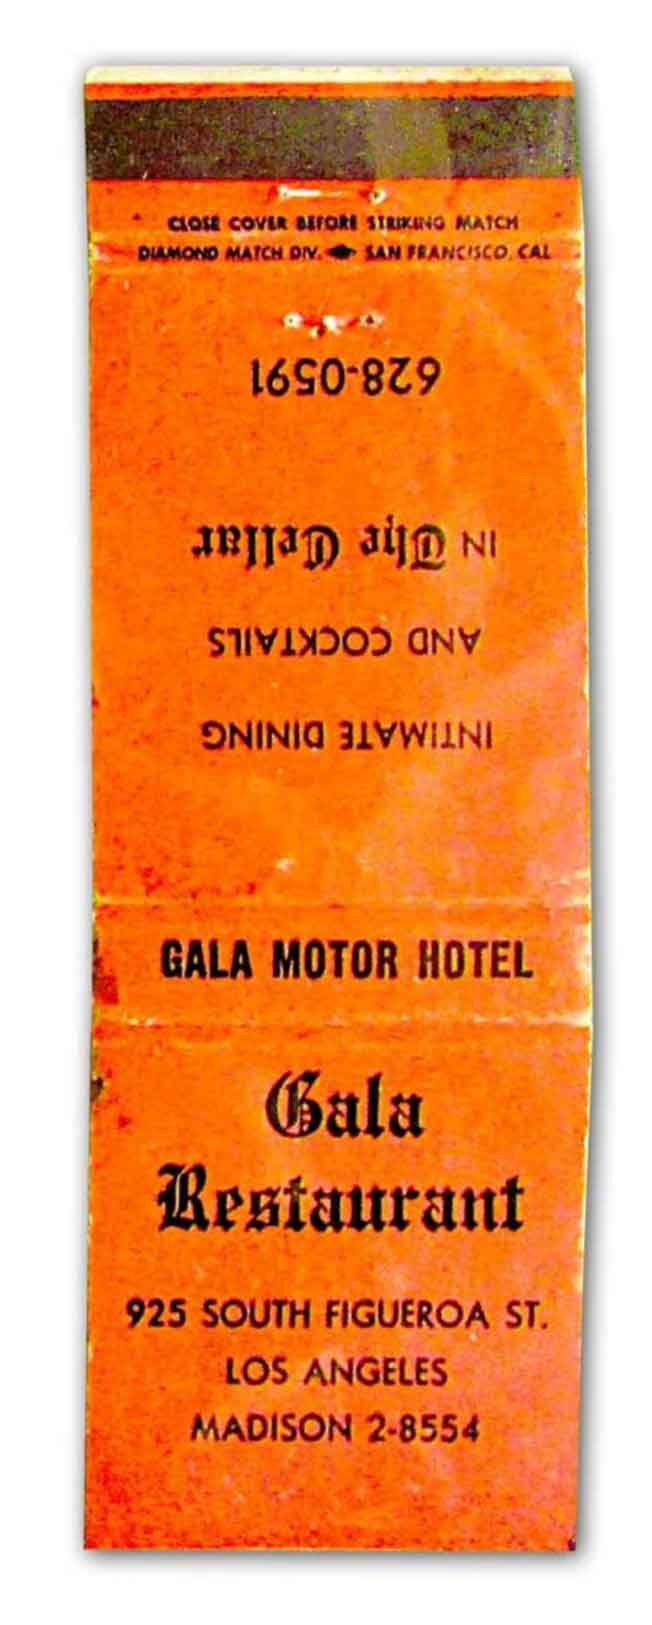 CLOSE COVER BEFORE STRIKING MATCH
DIAMOND MATCH DIV. SAN FRANCISCO, CAL
INTIMATE DINING
AND COCKTAILS
IN The Cellar
628-0591
GALA MOTOR HOTEL
Gala
Restaurant
925 SOUTH FIGUEROA ST.
LOS ANGELES
MADISON 2-8554